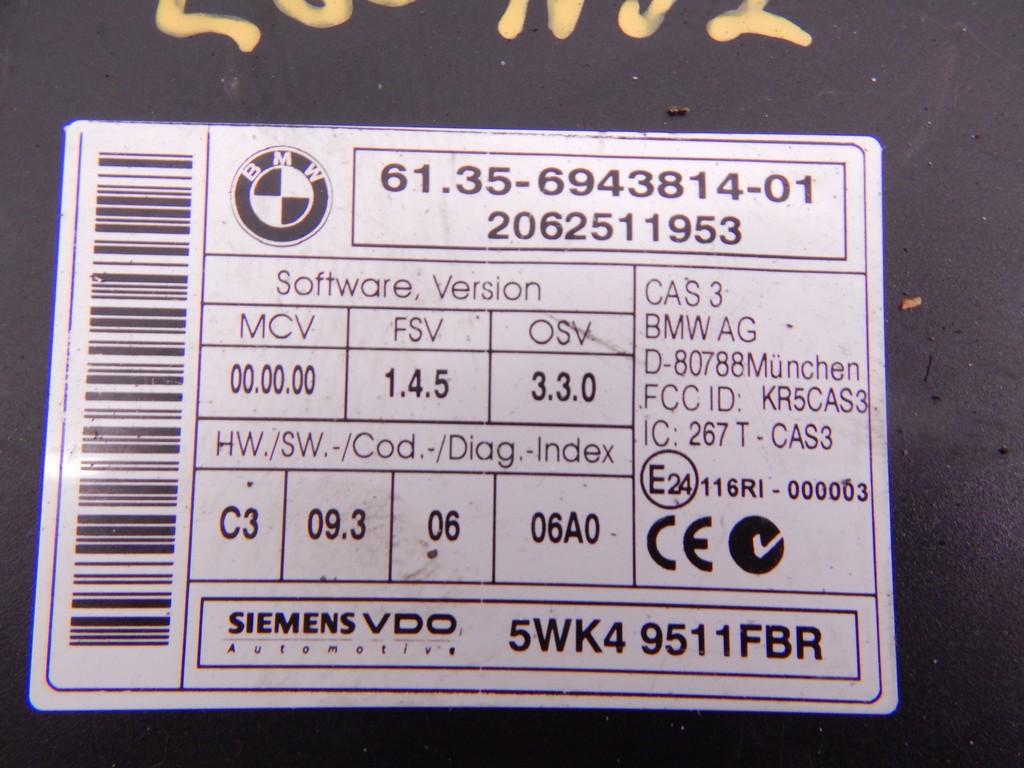 BMW
61.35-6943814-01
2062511953
Software, Version
MCV FSV OSV
00.00.00 1.4.5 3.3.0
HW./SW.-/Cod.-/Diag.-Index
C3 09.3 06 06A0
CAS 3
BMW AG
D-80788München
FCC ID: KR5CAS3
IC: 267 T - CAS3
E24 116RI - 000003
CE
SIEMENS VDO
Automotive
5WK4 9511FBR